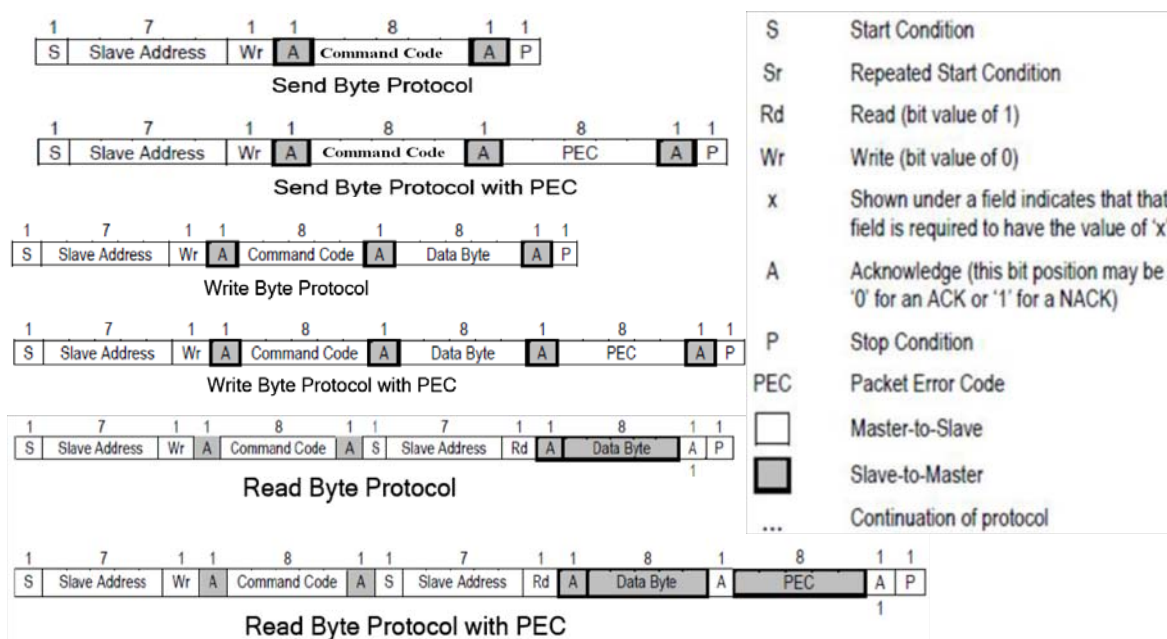 1 7 1 1 8 1 1
S Slave Address Wr A Command Code A P
Send Byte Protocol
1 7 1 1 8 1 8 1 1
S Slave Address Wr A Command Code A PEC A P
Send Byte Protocol with PEC
1 7 1 1 8 1 8 1 1
S Slave Address Wr A Command Code A Data Byte A P
Write Byte Protocol
1 7 1 1 8 1 8 1 8 1 1
S Slave Address Wr A Command Code A Data Byte A PEC A P
Write Byte Protocol with PEC
1 7 1 1 8 1 1 7 1 1 8 1 1
S Slave Address Wr A Command Code A S Slave Address Rd A Data Byte A P
1
Read Byte Protocol
1 7 1 1 8 1 1 7 1 1 8 1 8 1 1
S Slave Address Wr A Command Code A S Slave Address Rd A Data Byte A PEC A P
1
Read Byte Protocol with PEC
S Start Condition
Sr Repeated Start Condition
Rd Read (bit value of 1)
Wr Write (bit value of 0)
x Shown under a field indicates that that
field is required to have the value of 'x'
A Acknowledge (this bit position may be
'0' for an ACK or '1' for a NACK)
P Stop Condition
PEC Packet Error Code
Master-to-Slave
Slave-to-Master
... Continuation of protocol